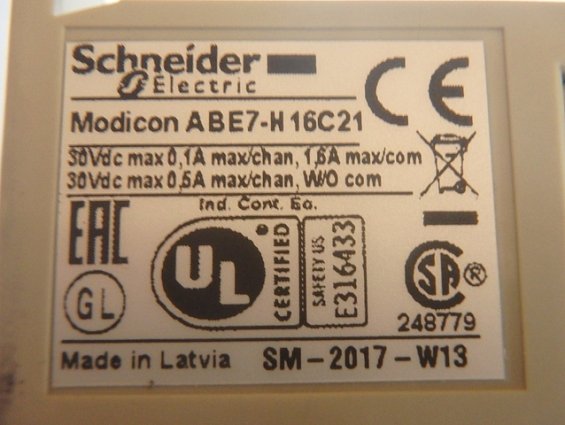 Schneider
Electric
CE
Modicon ABE7-H16C21
30Vdc max 0,1A max/chan, 1,6A max/com
30Vdc max 0,5A max/chan, W/O com
Ind. Cont. Eq.
EAC
GL
UL
CERTIFIED
SAFETY US
E316433
SA ®
248779
Made in Latvia SM-2017-W13